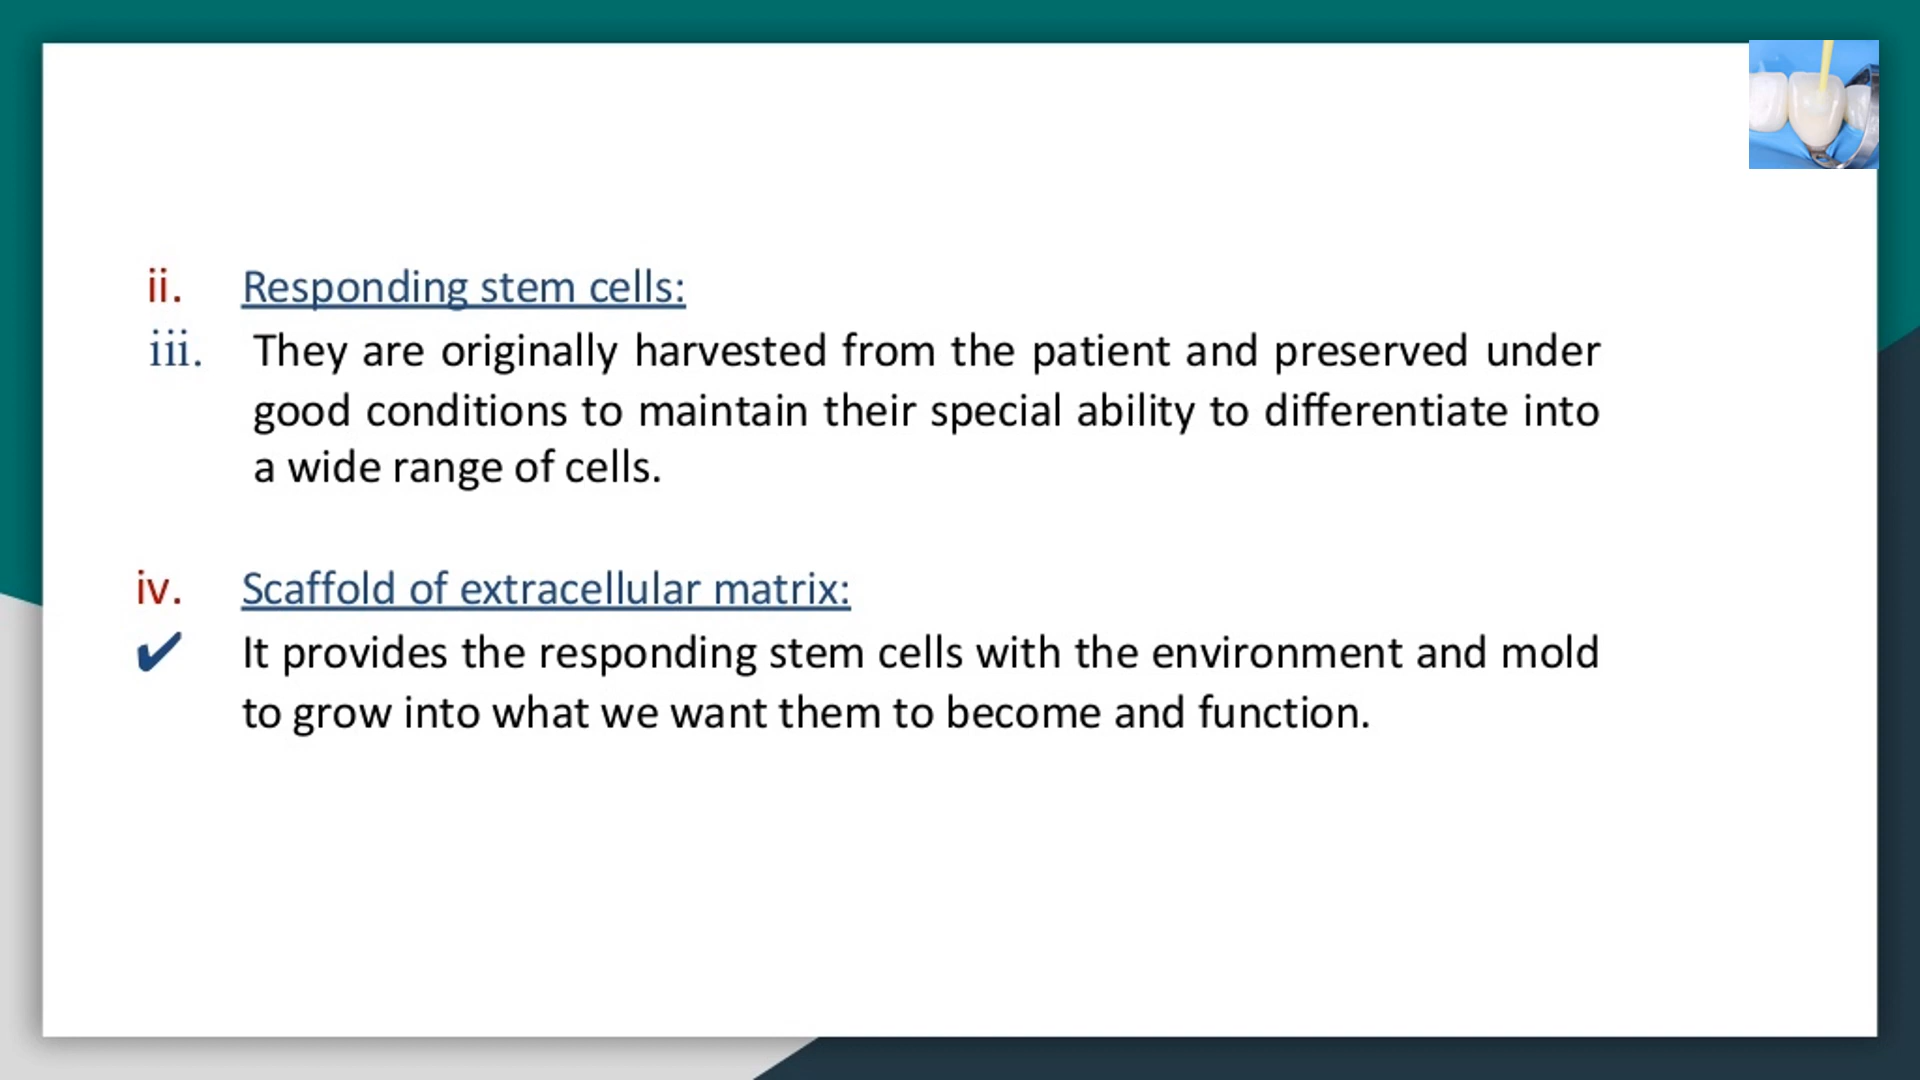 ii. Responding stem cells:
iii. They are originally harvested from the patient and preserved under
good conditions to maintain their special ability to differentiate into
a wide range of cells.
iv. Scaffold of extracellular matrix:
✔ It provides the responding stem cells with the environment and mold
to grow into what we want them to become and function.